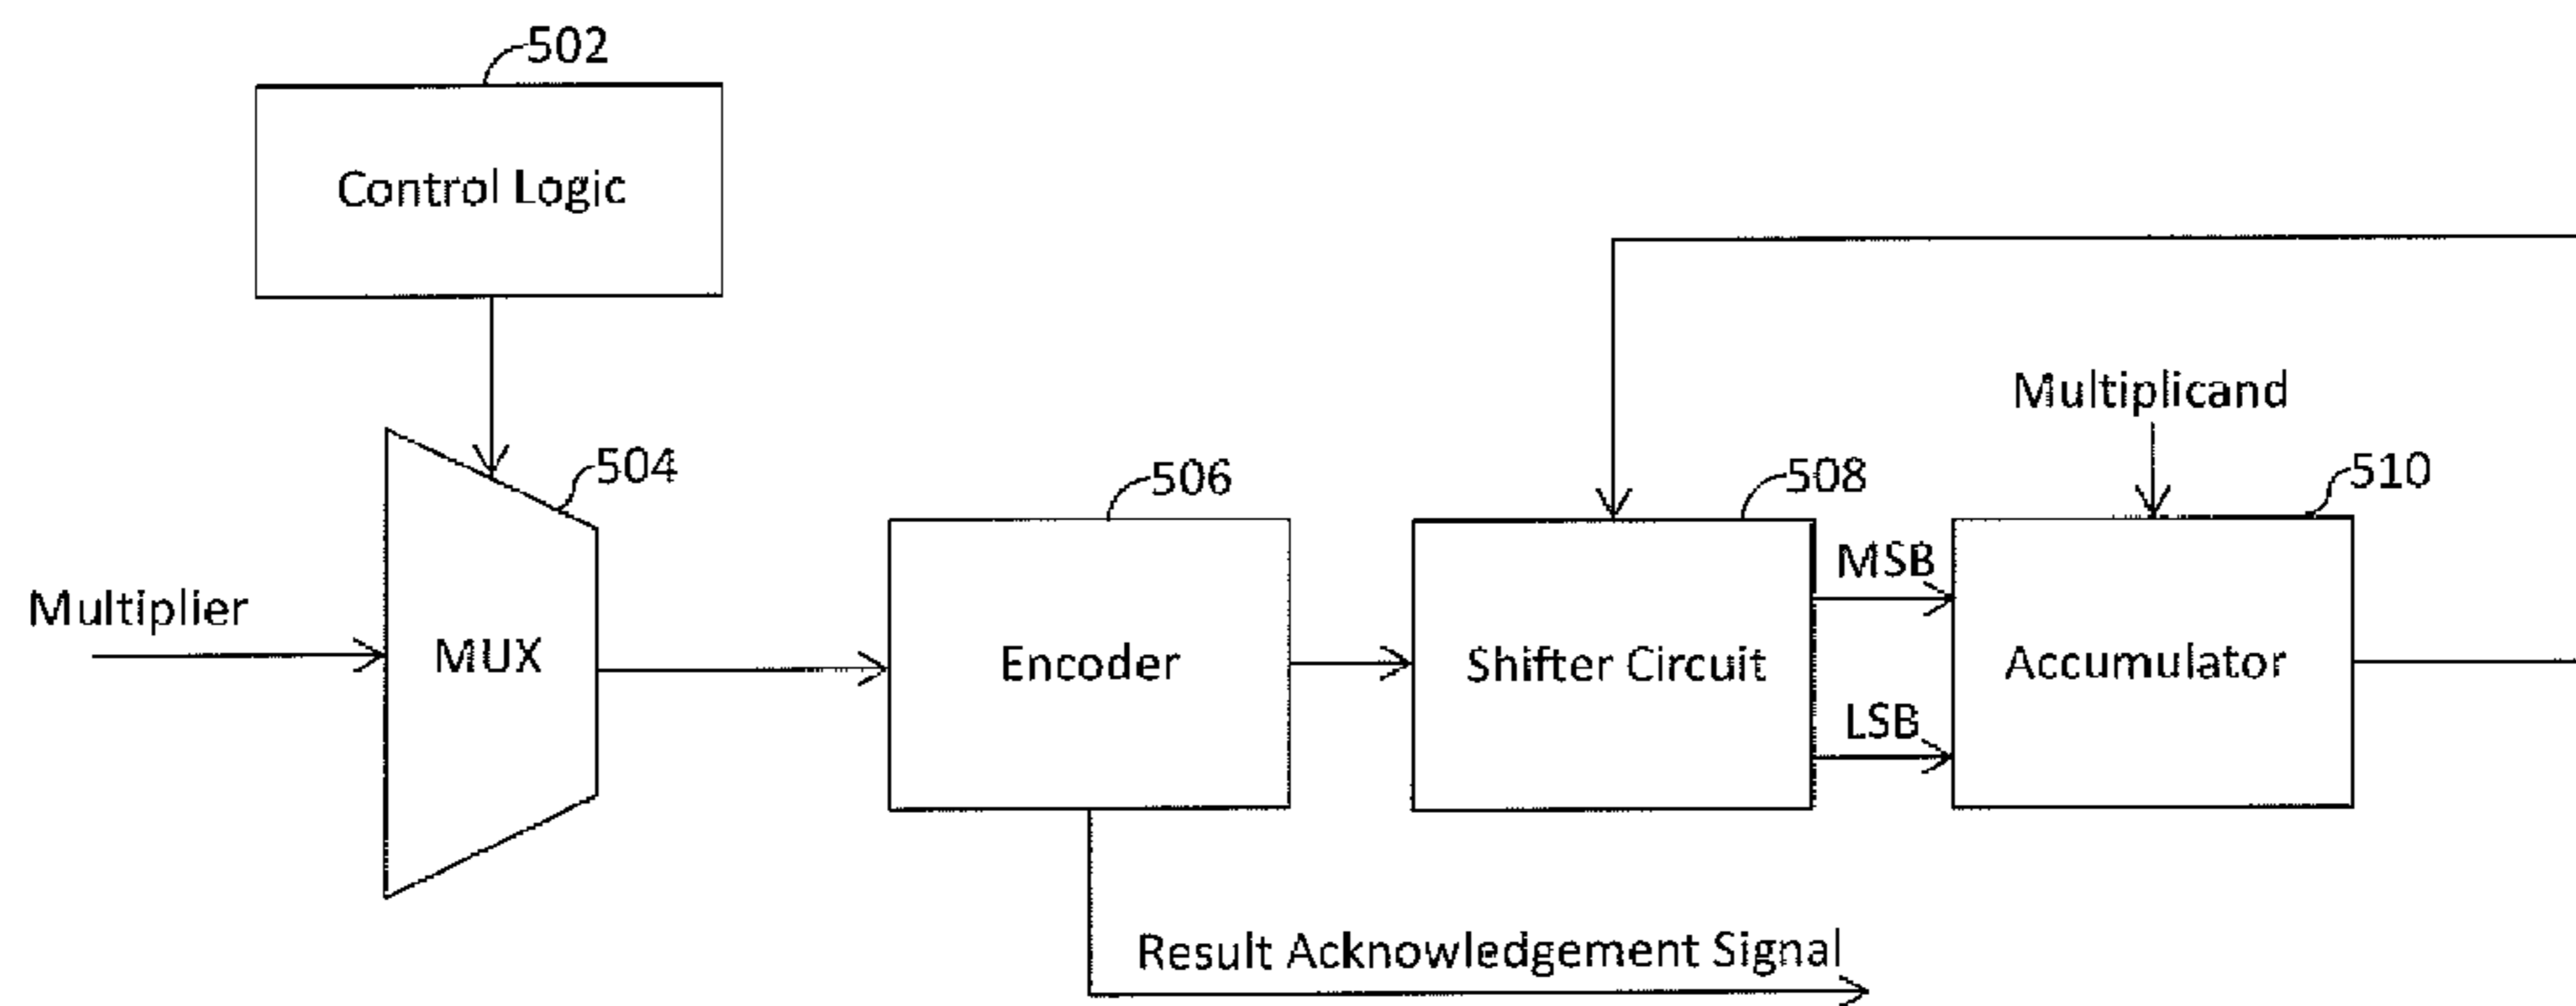 502
Control Logic
Multiplicand
504
506
508
510
MSB
Multiplier
MUX
Encoder
Shifter Circuit
Accumulator
LSB
Result Acknowledgement Signal